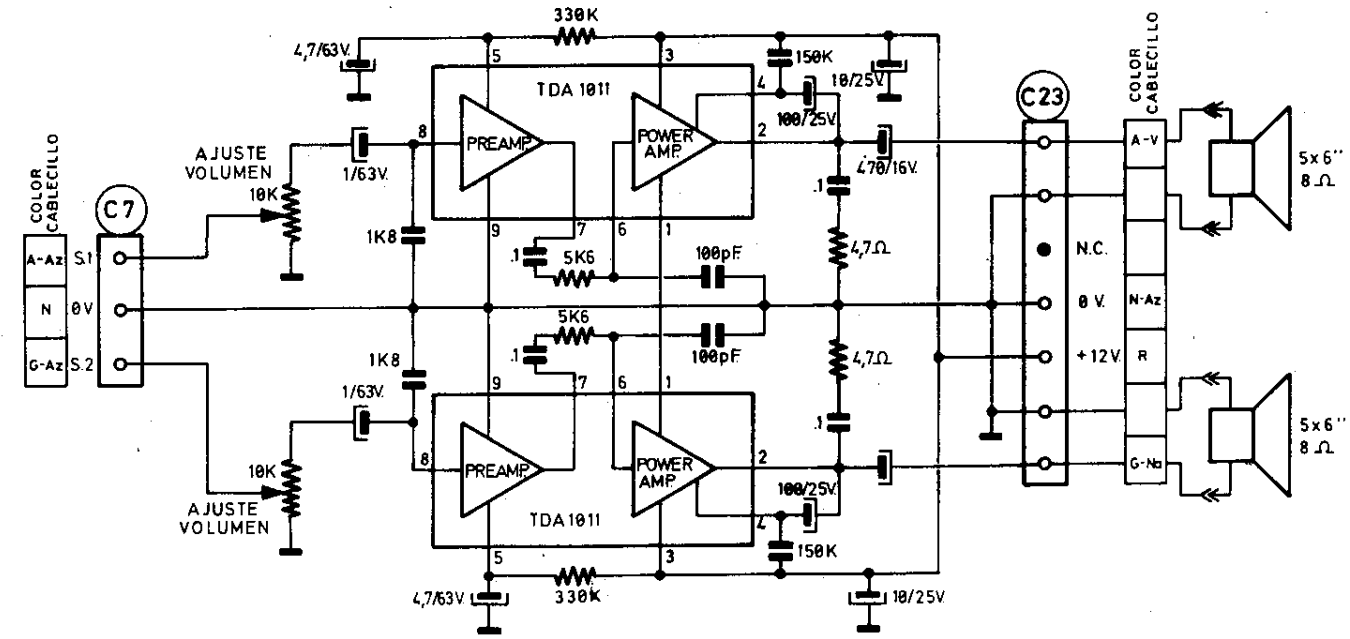 330K
4,7/63V.
5
3
150K
4
10/25V.
TDA 1011
100/25V.
8
PREAMP.
POWER
AMP.
2
470/16V.
1/63V.
AJUSTE
VOLUMEN
10K
COLOR
CABLECILLO
C7
C23
COLOR
CABLECILLO
A-V
5x6''
8 Ω
1K8
9
7
6
1
.1
.1
5K6
100pF.
4,7Ω
N.C.
A-Az S.1
N 0V
G-Az S.2
0 V.
N-Az
+12V.
R
5K6
100pF.
.1
4,7Ω
1K8
1/63V.
9
7
6
1
.1
8
PREAMP.
POWER
AMP.
2
G-Na
5x6''
8 Ω
10K
AJUSTE
VOLUMEN
TDA 1011
100/25V.
4
150K
5
3
4,7/63V.
330K
10/25V.